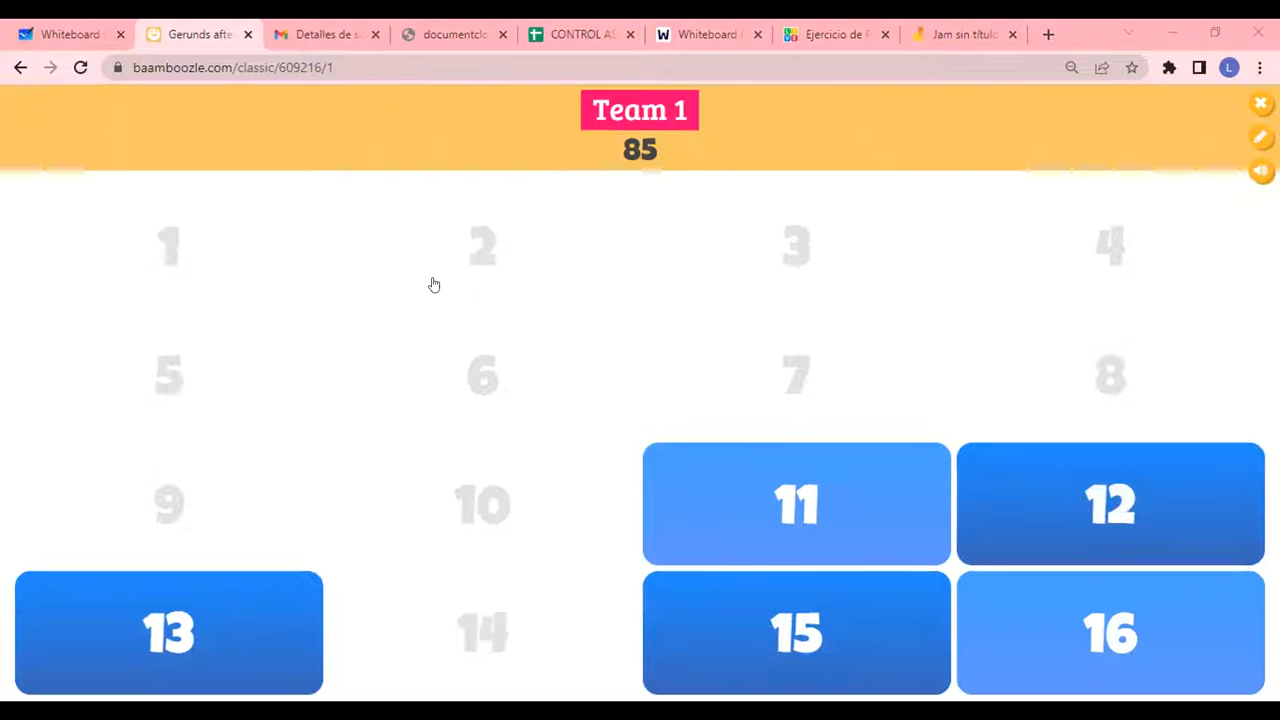 Whiteboard
Gerunds afte
Detalles de s
documentclo
CONTROL AS
Whiteboard
Ejercicio de
Jam sin título
baamboozle.com/classic/609216/1
L
Team 1
85
1 2 3 4
5 6 7 8
9 10 11 12
13 14 15 16